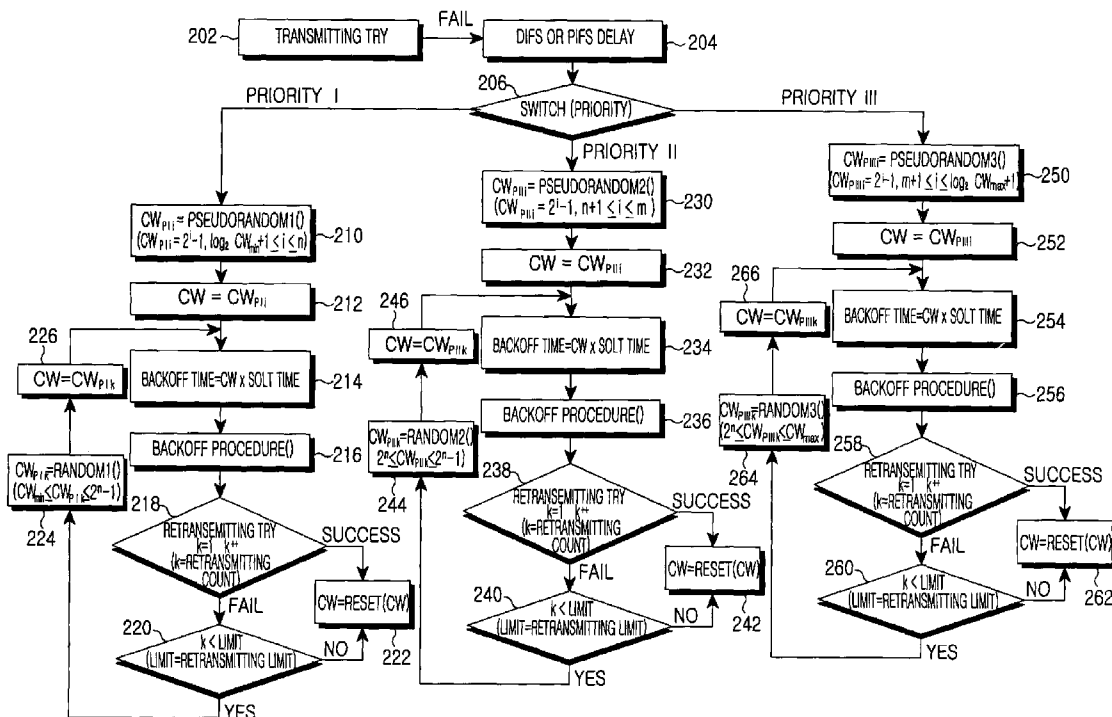 FAIL
202
TRANSMITTING TRY
DIFS OR PIFS DELAY
204
206
SWITCH (PRIORITY)
PRIORITY I
PRIORITY II
PRIORITY III
CW_PIi = PSEUDORANDOM1()
(CW_PIi = 2^i-1, log₂ CW_min+1 ≤ i ≤ n)
210
CW = CW_PIi
212
226
CW=CW_PIk
BACKOFF TIME=CW x SOLT TIME
214
BACKOFF PROCEDURE()
216
CW_PIk=RANDOM1()
(CW_min≤CW_PIk≤2^n-1)
224
218
RETRANSEMITTING TRY
k=1 k++
(k=RETRANSMITTING
COUNT)
SUCCESS
CW=RESET(CW)
222
FAIL
220
k < LIMIT
(LIMIT=RETRANSMITTING LIMIT)
NO
YES
CW_PIIi = PSEUDORANDOM2()
(CW_PIIi = 2^i-1, n+1 ≤ i ≤ m)
230
CW = CW_PIIi
232
246
CW=CW_PIIk
BACKOFF TIME=CW x SOLT TIME
234
BACKOFF PROCEDURE()
236
CW_PIIk=RANDOM2()
2^n≤CW_PIIk≤2^n-1)
244
238
RETRANSEMITTING TRY
k=1 k++
(k=RETRANSMITTING
COUNT)
SUCCESS
CW=RESET(CW)
242
FAIL
240
k < LIMIT
(LIMIT=RETRANSMITTING LIMIT)
NO
YES
CW_PIIIi = PSEUDORANDOM3()
(CW_PIIIi = 2^i-1, m+1 ≤ i ≤ log₂ CW_max+1)
250
CW = CW_PIIIi
252
266
CW=CW_PIIIk
BACKOFF TIME=CW x SOLT TIME
254
BACKOFF PROCEDURE()
256
CW_PIIIk=RANDOM3()
(2^n≤CW_PIIIk≤CW_max)
264
258
RETRANSEMITTING TRY
k=1 k++
(k=RETRANSMITTING
COUNT)
SUCCESS
CW=RESET(CW)
262
FAIL
260
k < LIMIT
(LIMIT=RETRANSMITTING LIMIT)
NO
YES